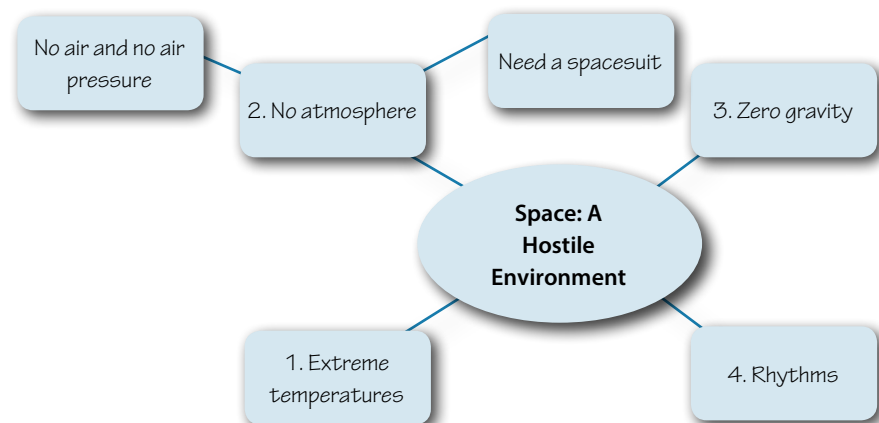 No air and no air
pressure
Need a spacesuit
2. No atmosphere
3. Zero gravity
Space: A
Hostile
Environment
1. Extreme
temperatures
4. Rhythms